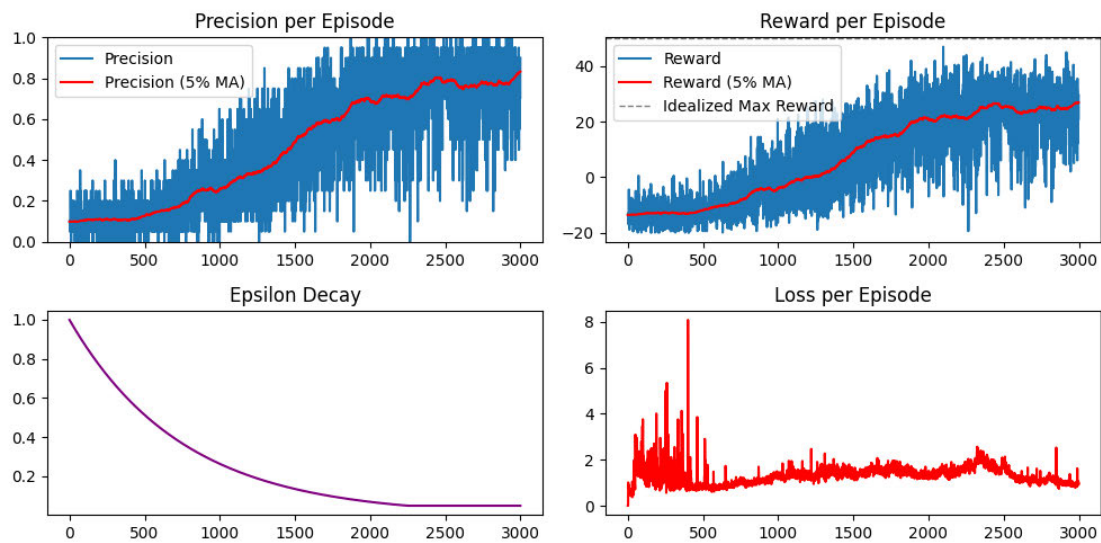 Precision per Episode
1.0
0.8
0.6
0.4
0.2
0.0
Precision
Precision (5% MA)
0 500 1000 1500 2000 2500 3000
Reward per Episode
40
20
0
−20
Reward
Reward (5% MA)
Idealized Max Reward
0 500 1000 1500 2000 2500 3000
Epsilon Decay
1.0
0.8
0.6
0.4
0.2
0 500 1000 1500 2000 2500 3000
Loss per Episode
8
6
4
2
0
0 500 1000 1500 2000 2500 3000